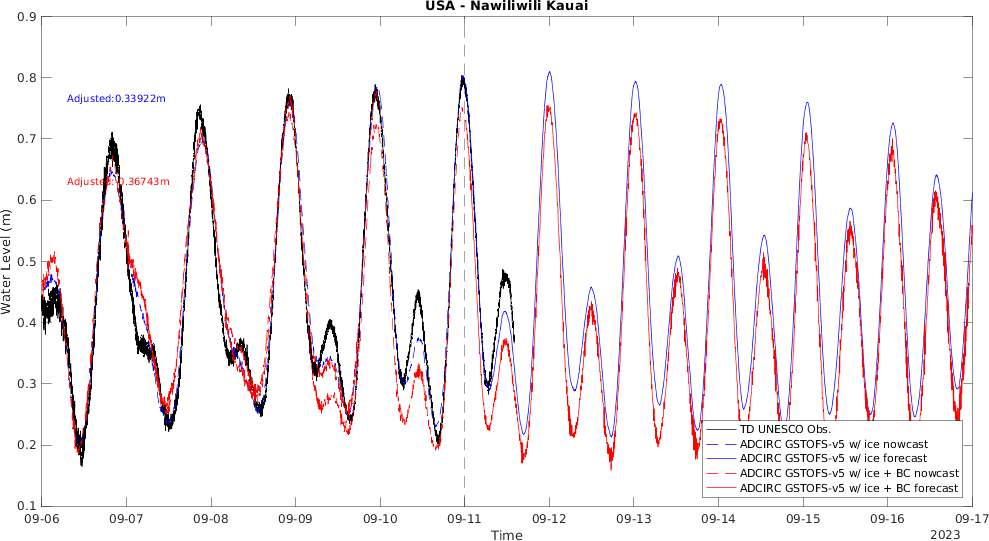 USA - Nawiliwili Kauai
0.9
0.8
0.7
0.6
0.5
0.4
0.3
0.2
0.1
Water Level (m)
Adjusted:0.33922m
Adjusted:-0.36743m
TD UNESCO Obs.
ADCIRC GSTOFS-v5 w/ ice nowcast
ADCIRC GSTOFS-v5 w/ ice forecast
ADCIRC GSTOFS-v5 w/ ice + BC nowcast
ADCIRC GSTOFS-v5 w/ ice + BC forecast
09-06 09-07 09-08 09-09 09-10 09-11 09-12 09-13 09-14 09-15 09-16 09-17
Time
2023